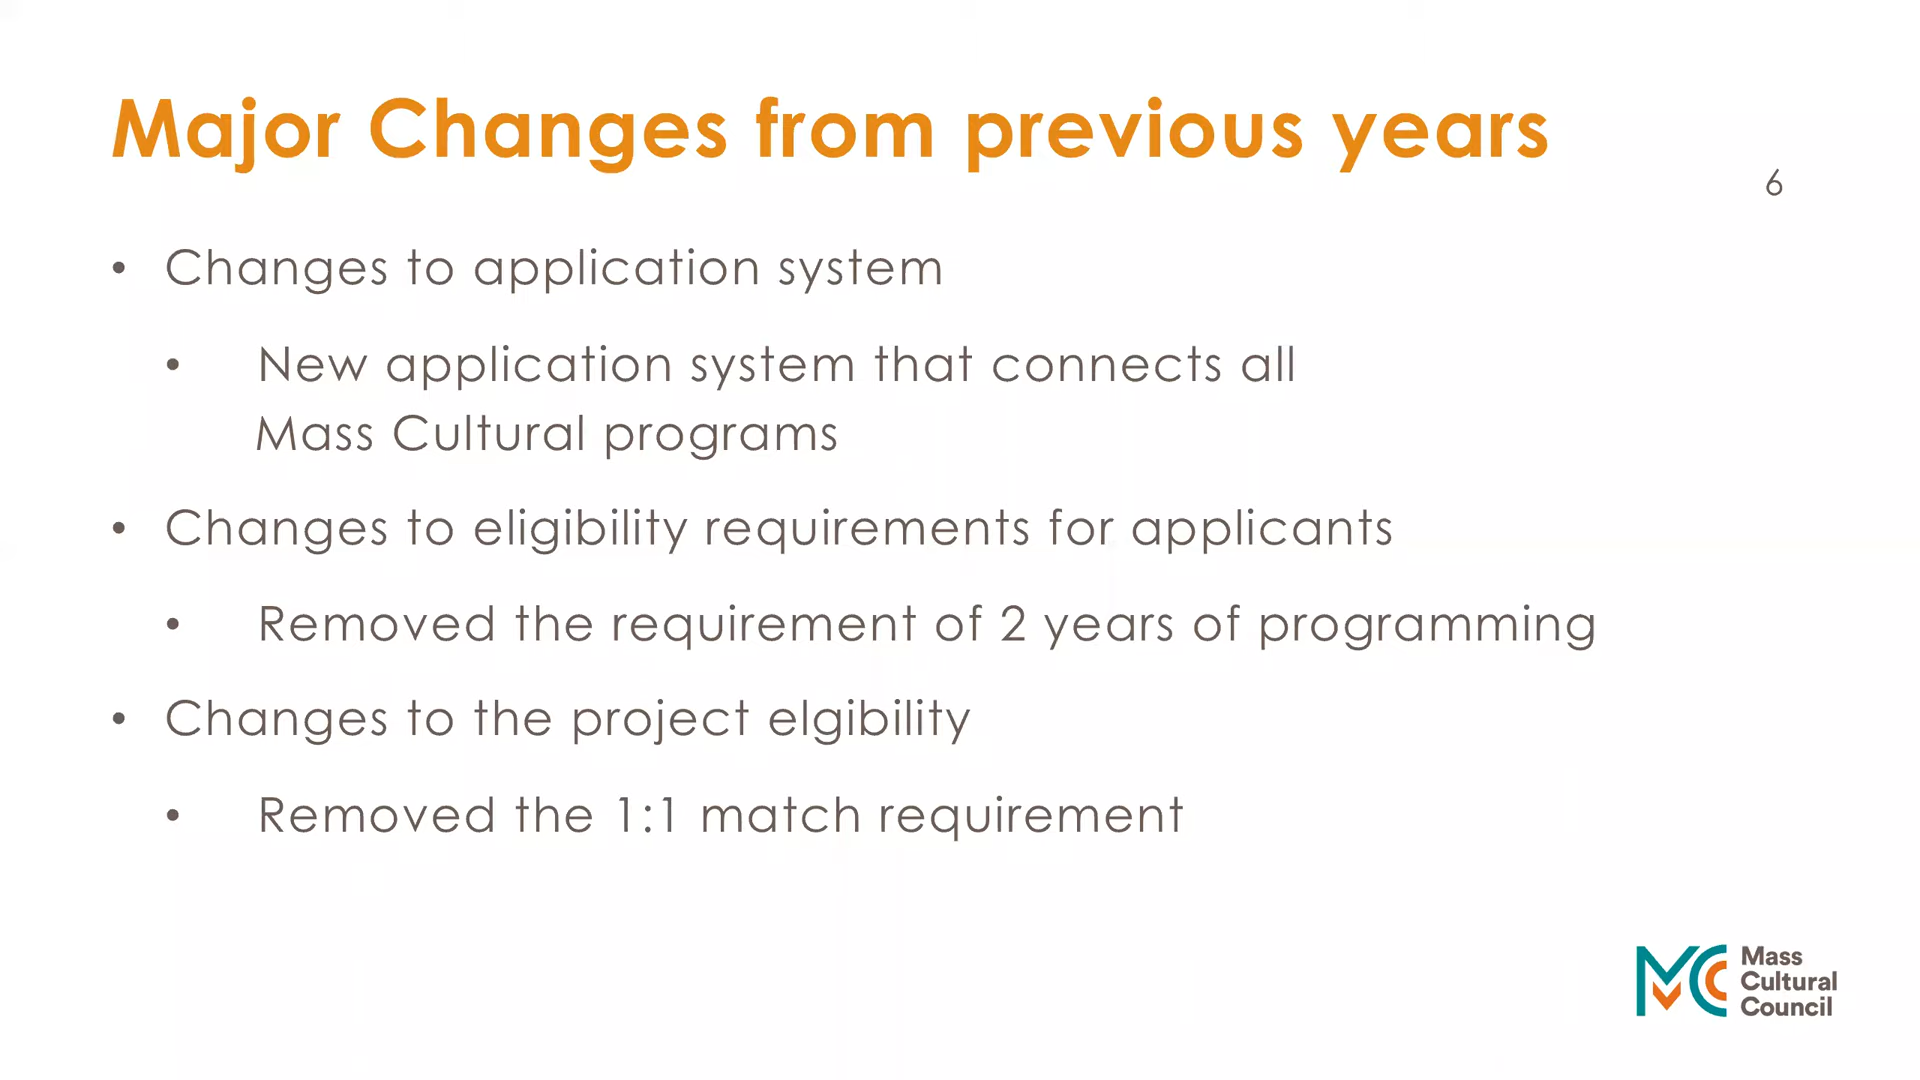 Major Changes from previous years
6
• Changes to application system
• New application system that connects all
Mass Cultural programs
• Changes to eligibility requirements for applicants
• Removed the requirement of 2 years of programming
• Changes to the project elgibility
• Removed the 1:1 match requirement
MCC
Mass
Cultural
Council